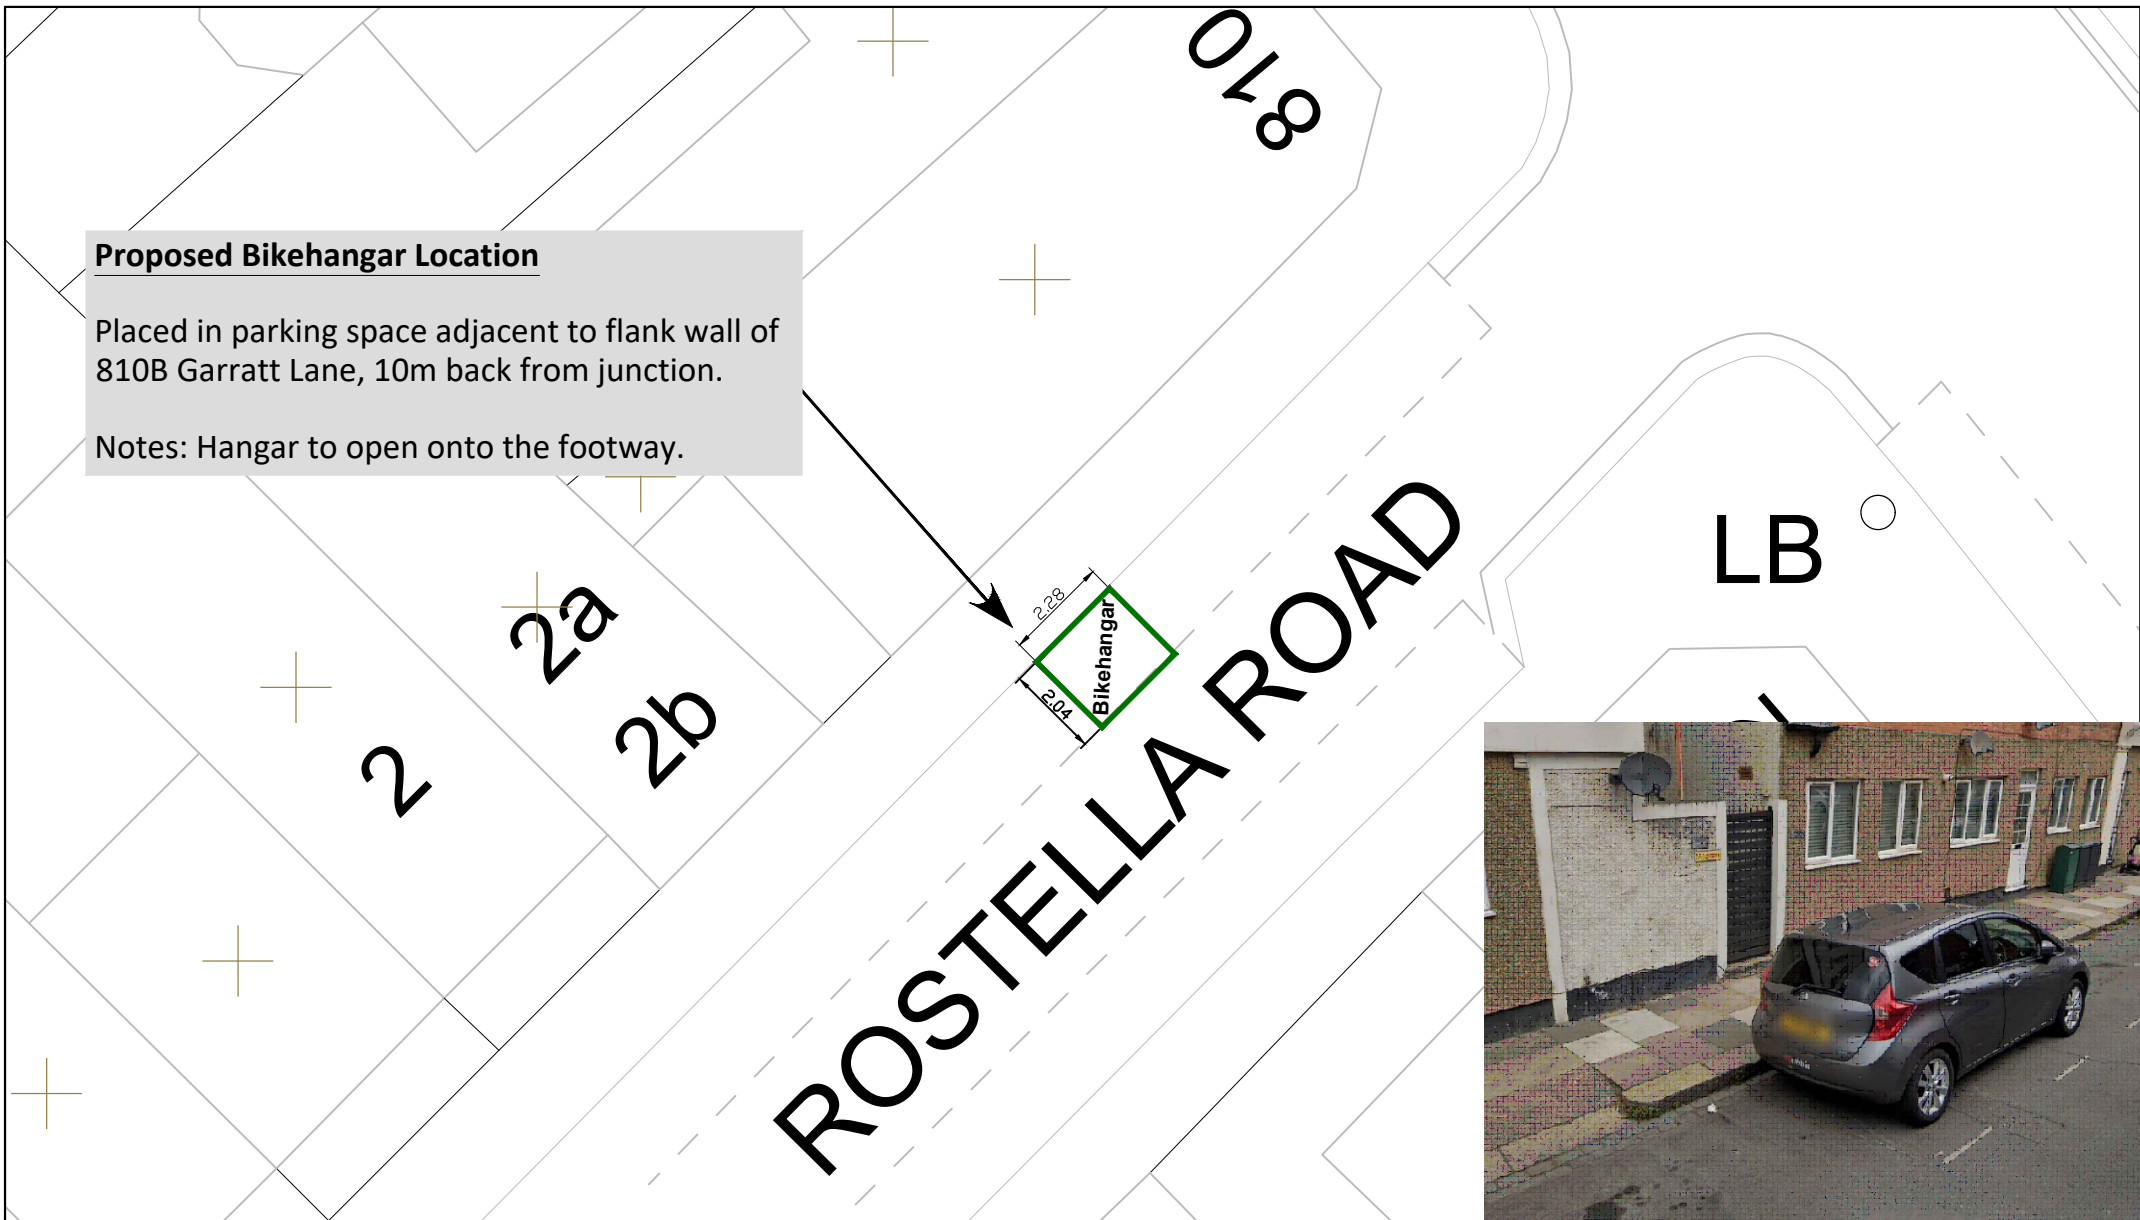 810
Proposed Bikehangar Location
Placed in parking space adjacent to flank wall of
810B Garratt Lane, 10m back from junction.
Notes: Hangar to open onto the footway.
LB
2.28
Bikehangar
2.04
2a
2b
2
ROSTELLA ROAD